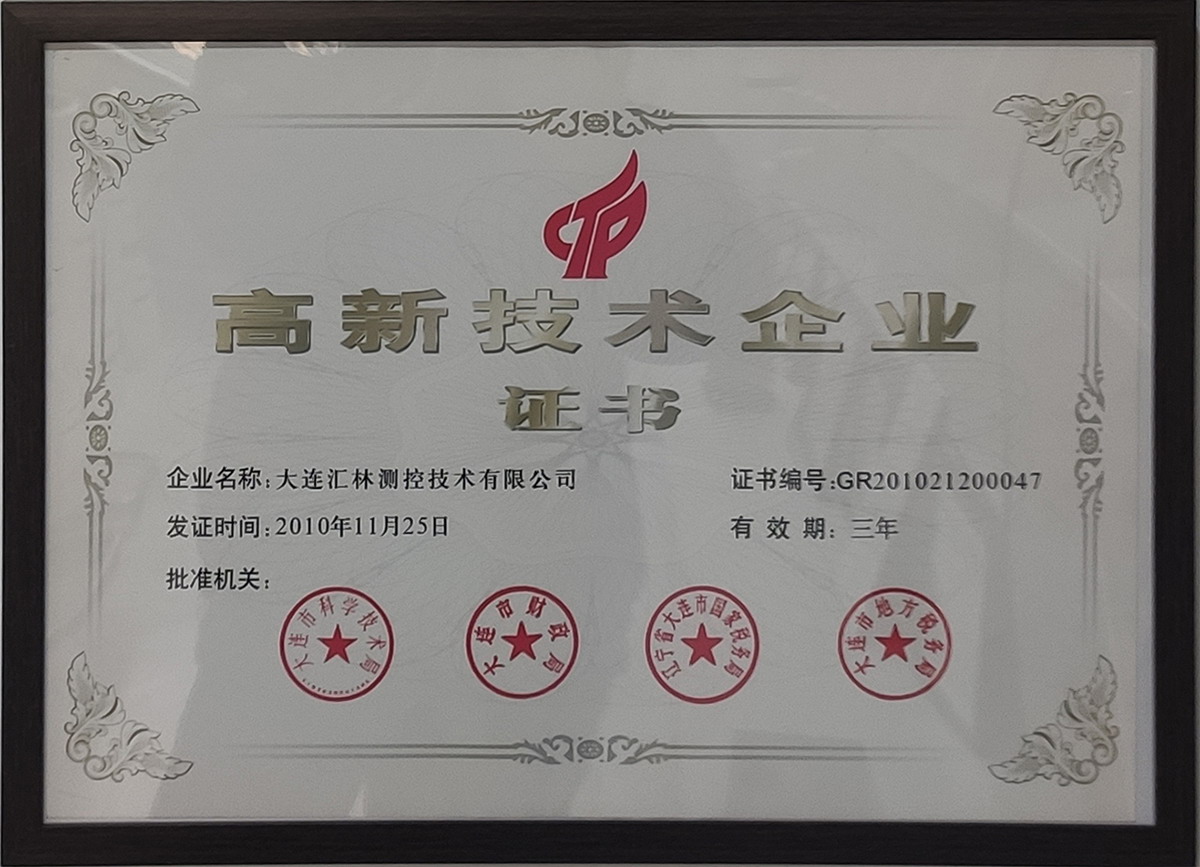 CTP
高新技术企业
证书
企业名称:大连汇林测控技术有限公司
证书编号:GR201021200047
发证时间:2010年11月25日
有效期:三年
批准机关:
大连市科学技术局
大连市财政局
辽宁省大连市国家税务局
大连市地方税务局